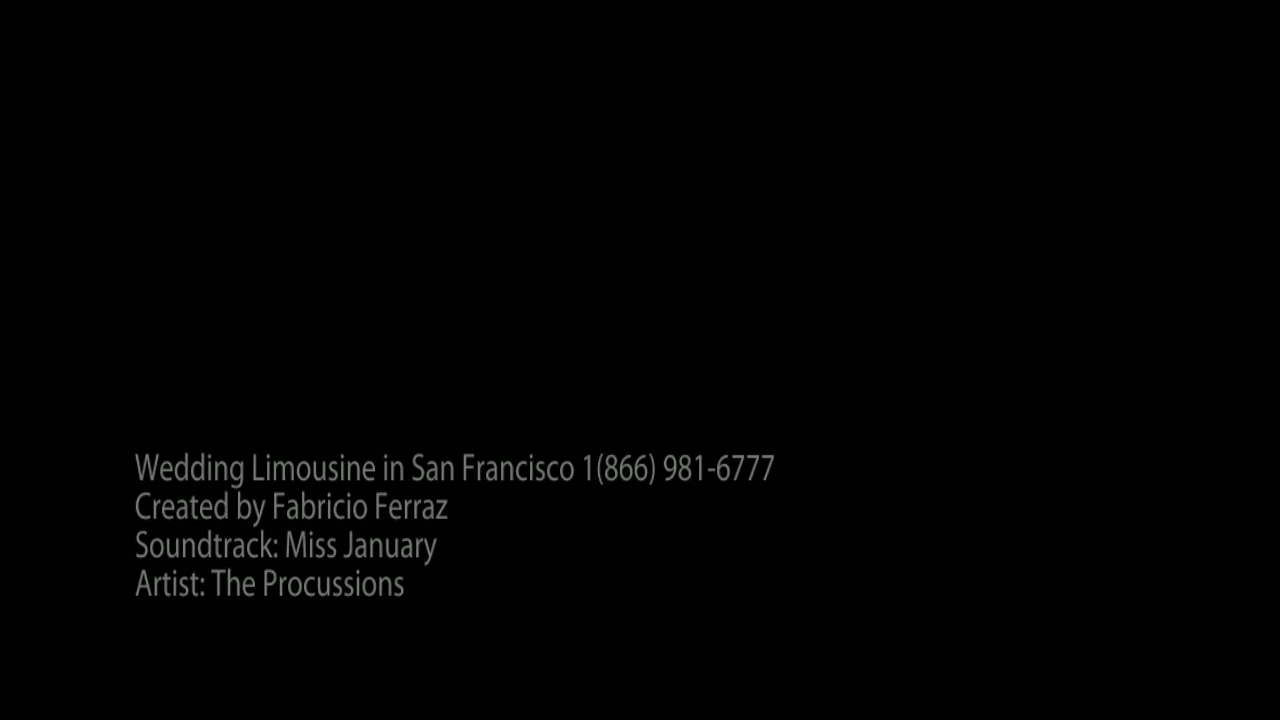 Wedding Limousine in San Francisco 1(866) 981-6777
Created by Fabricio Ferraz
Soundtrack: Miss January
Artist: The Procussions